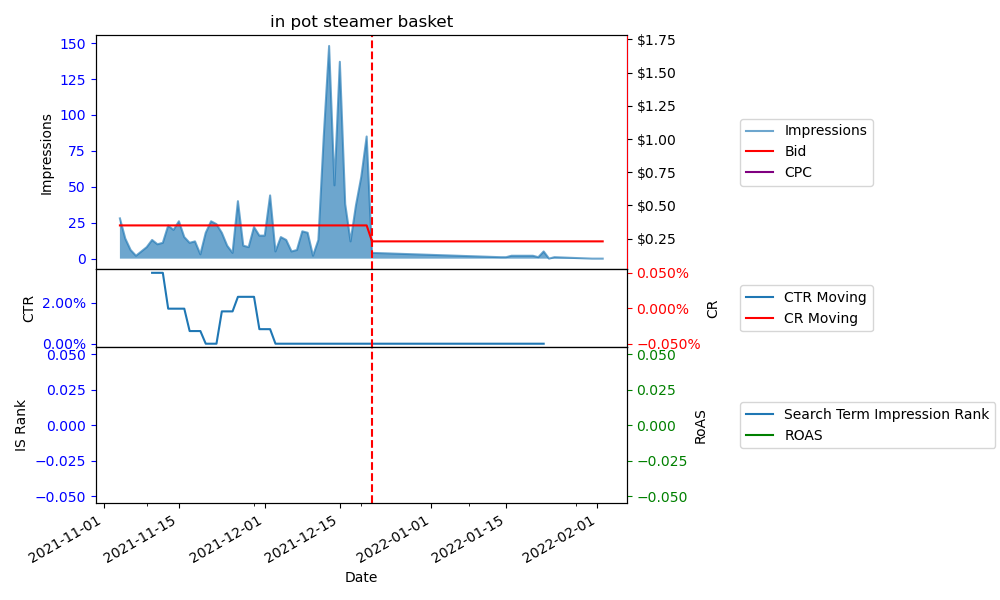 in pot steamer basket
150
125
100
75
50
25
0
Impressions
$1.75
$1.50
$1.25
$1.00
$0.75
$0.50
$0.25
Impressions
Bid
CPC
2.00%
0.00%
CTR
0.050%
0.000%
−0.050%
CR
CTR Moving
CR Moving
0.050
0.025
0.000
−0.025
−0.050
IS Rank
0.050
0.025
0.000
−0.025
−0.050
RoAS
Search Term Impression Rank
ROAS
2021-11-01
2021-11-15
2021-12-01
2021-12-15
2022-01-01
2022-01-15
2022-02-01
Date